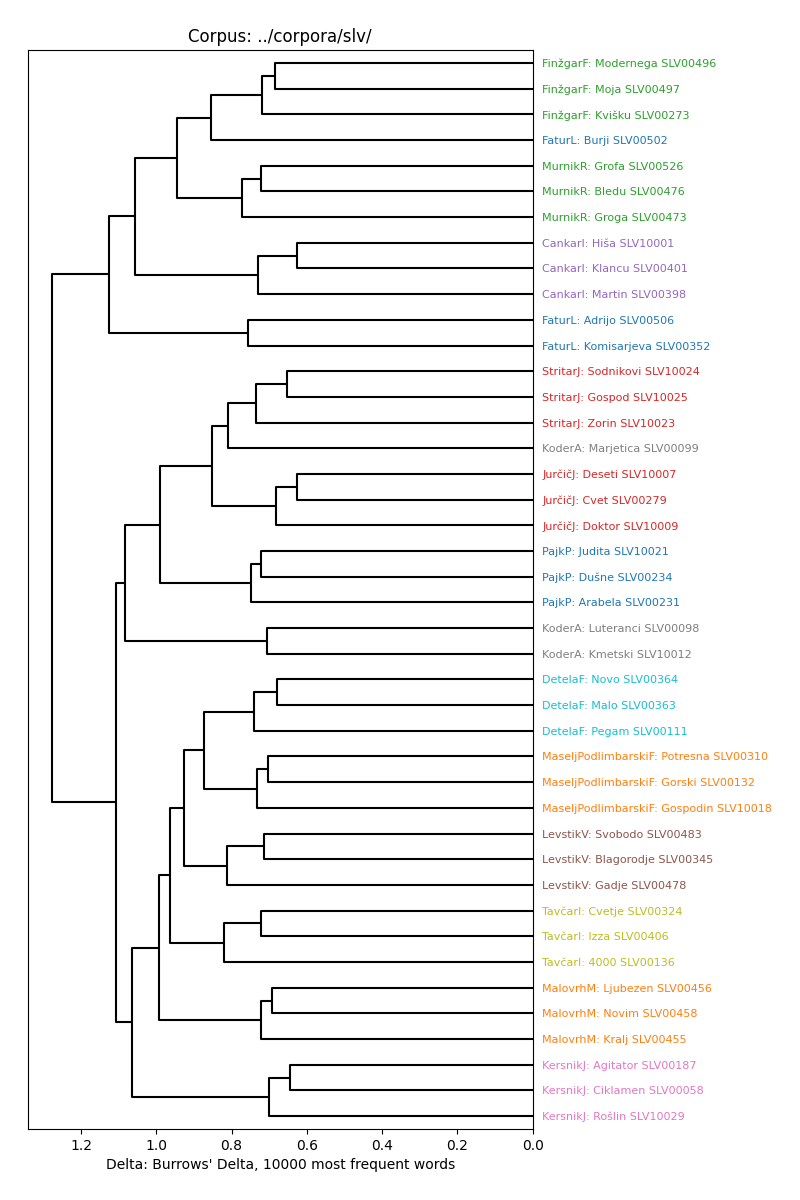 Corpus: ../corpora/slv/
FinžgarF: Modernega SLV00496
FinžgarF: Moja SLV00497
FinžgarF: Kvišku SLV00273
FaturL: Burji SLV00502
MurnikR: Grofa SLV00526
MurnikR: Bledu SLV00476
MurnikR: Groga SLV00473
CankarI: Hiša SLV10001
CankarI: Klancu SLV00401
CankarI: Martin SLV00398
FaturL: Adrijo SLV00506
FaturL: Komisarjeva SLV00352
StritarJ: Sodnikovi SLV10024
StritarJ: Gospod SLV10025
StritarJ: Zorin SLV10023
KoderA: Marjetica SLV00099
JurčičJ: Deseti SLV10007
JurčičJ: Cvet SLV00279
JurčičJ: Doktor SLV10009
PajkP: Judita SLV10021
PajkP: Dušne SLV00234
PajkP: Arabela SLV00231
KoderA: Luteranci SLV00098
KoderA: Kmetski SLV10012
DetelaF: Novo SLV00364
DetelaF: Malo SLV00363
DetelaF: Pegam SLV00111
MaseljPodlimbarskiF: Potresna SLV00310
MaseljPodlimbarskiF: Gorski SLV00132
MaseljPodlimbarskiF: Gospodin SLV10018
LevstikV: Svobodo SLV00483
LevstikV: Blagorodje SLV00345
LevstikV: Gadje SLV00478
TavčarI: Cvetje SLV00324
TavčarI: Izza SLV00406
TavčarI: 4000 SLV00136
MalovrhM: Ljubezen SLV00456
MalovrhM: Novim SLV00458
MalovrhM: Kralj SLV00455
KersnikJ: Agitator SLV00187
KersnikJ: Ciklamen SLV00058
KersnikJ: Rošlin SLV10029
1.2 1.0 0.8 0.6 0.4 0.2 0.0
Delta: Burrows' Delta, 10000 most frequent words